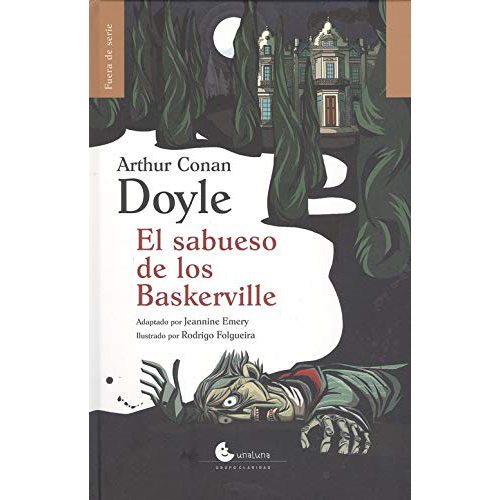 Fuera de serie
Arthur Conan
Doyle
El sabueso
de los
Baskerville
Adaptado por Jeannine Emery
Ilustrado por Rodrigo Folgueira
unaLuna
GRUPO CLARIDAD